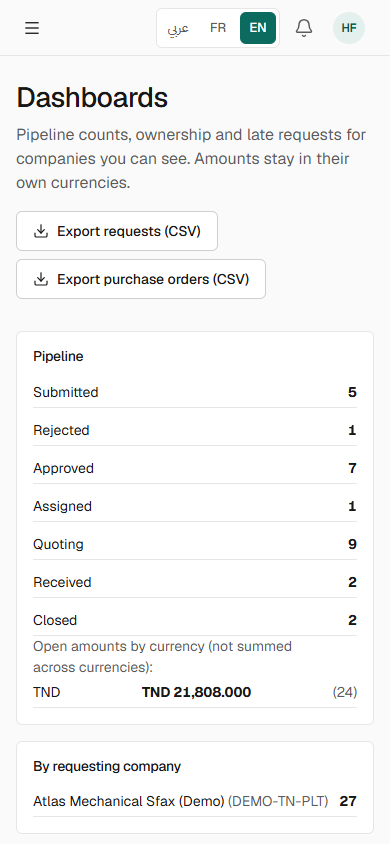 عربي FR EN HF
Dashboards
Pipeline counts, ownership and late requests for
companies you can see. Amounts stay in their
own currencies.
Export requests (CSV)
Export purchase orders (CSV)
Pipeline
Submitted 5
Rejected 1
Approved 7
Assigned 1
Quoting 9
Received 2
Closed 2
Open amounts by currency (not summed
across currencies):
TND TND 21,808.000 (24)
By requesting company
Atlas Mechanical Sfax (Demo) (DEMO-TN-PLT) 27